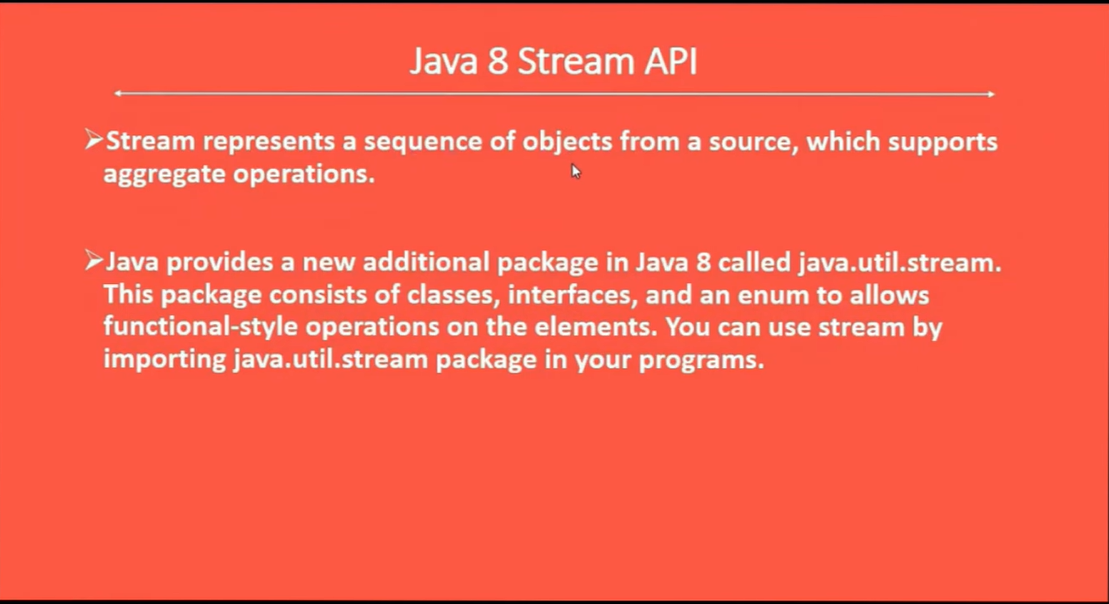 Java 8 Stream API
➢Stream represents a sequence of objects from a source, which supports
aggregate operations.
➢Java provides a new additional package in Java 8 called java.util.stream.
This package consists of classes, interfaces, and an enum to allows
functional-style operations on the elements. You can use stream by
importing java.util.stream package in your programs.